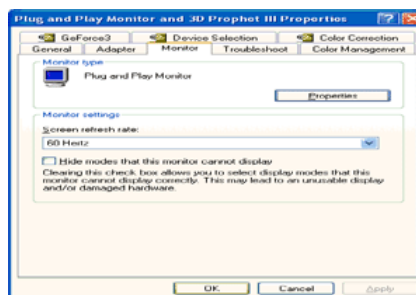 Plug and Play Monitor and 3D Prophet III Properties
GeForce3 Device Selection Color Correction
General Adapter Monitor Troubleshoot Color Management
Monitor type
Plug and Play Monitor
Properties
Monitor settings
Screen refresh rate:
60 Hertz
Hide modes that this monitor cannot display
Clearing this check box allows you to select display modes that this
monitor cannot display correctly. This may lead to an unusable display
and/or damaged hardware.
OK Cancel Apply